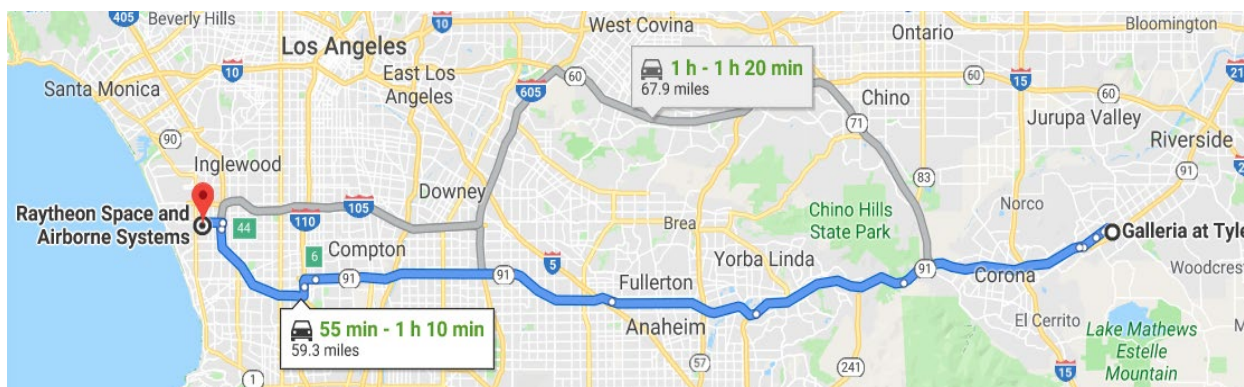 405
Beverly Hills
10
West Covina
Ontario
10
Bloomington
Los Angeles
10
Santa Monica
East Los
Angeles
605
60
1 h - 1 h 20 min
67.9 miles
60
15
60
21
Chino
Jurupa Valley
90
71
Riverside
Inglewood
Downey
83
91
Raytheon Space and
Airborne Systems
44
110
105
Brea
Chino Hills
State Park
Norco
Galleria at Tyle
Compton
6
91
91
5
Fullerton
Yorba Linda
91
Corona
Woodcrest
55 min - 1 h 10 min
59.3 miles
Anaheim
El Cerrito
Lake Mathews
Estelle
Mountain
M
57
241
15
1